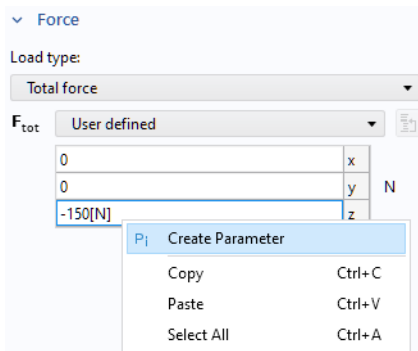 Force
Load type:
Total force
Ftot User defined
0 x
0 y N
-150[N] z
Pi Create Parameter
Copy Ctrl+C
Paste Ctrl+V
Select All Ctrl+A